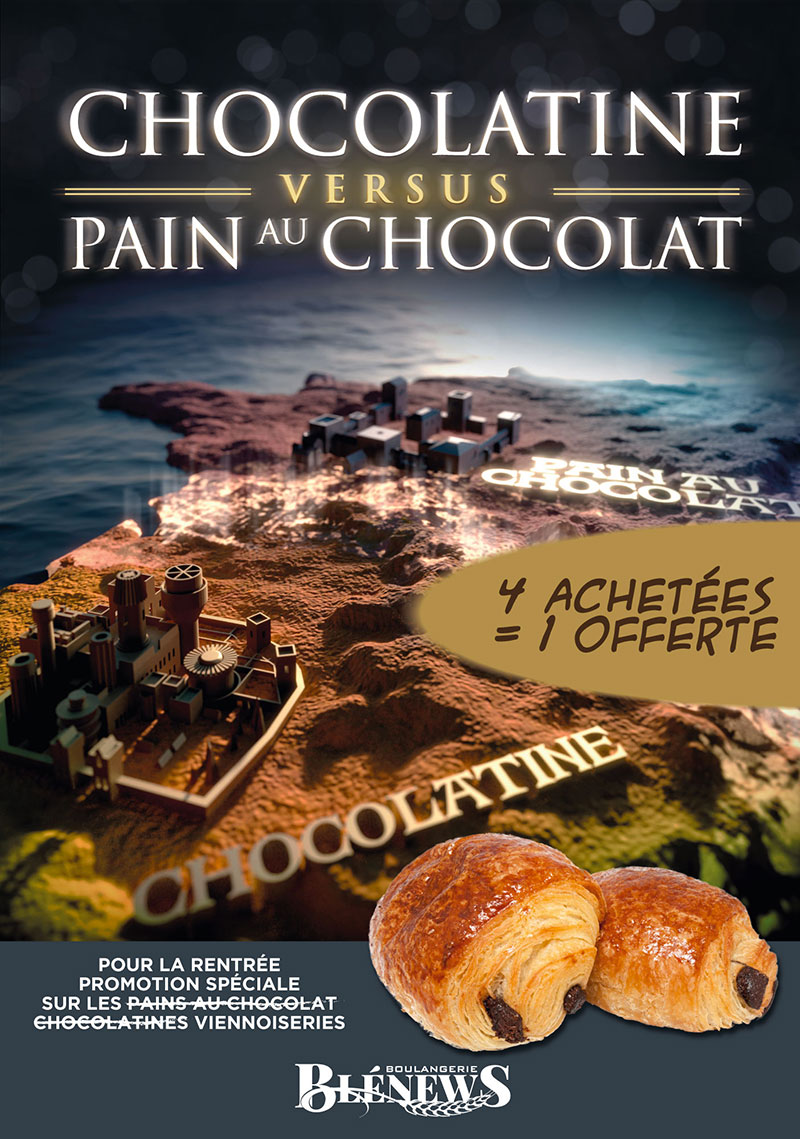 CHOCOLATINE
VERSUS
PAIN AU CHOCOLAT
PAIN AU
CHOCOLAT
4 ACHETÉES
= 1 OFFERTE
CHOCOLATINE
POUR LA RENTRÉE
PROMOTION SPÉCIALE
SUR LES PAINS AU CHOCOLAT
CHOCOLATINES VIENNOISERIES
BOULANGERIE
BLÉNEWS